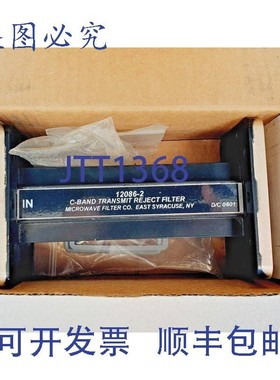 盗图必究
JTT1368
12086-2
IN
C-BAND TRANSMIT REJECT FILTER
MICROWAVE FILTER CO. EAST SYRACUSE, NY
D/C 0601
可开发票 顺丰包邮